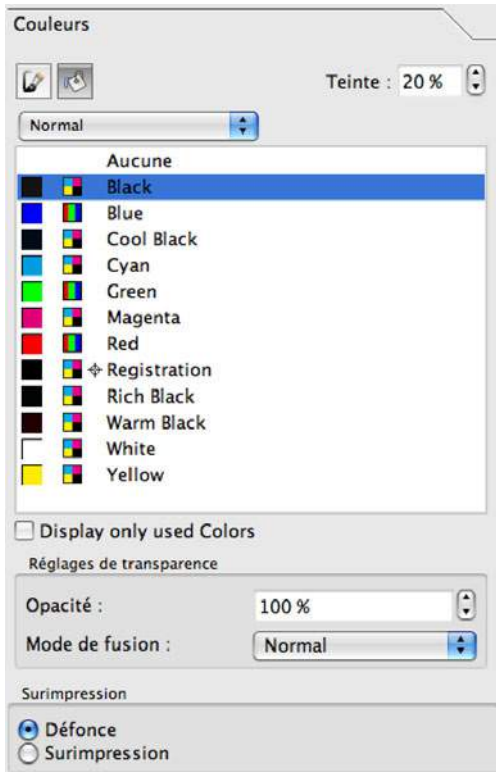 Couleurs
Teinte : 20 %
Normal
Aucune
Black
Blue
Cool Black
Cyan
Green
Magenta
Red
Registration
Rich Black
Warm Black
White
Yellow
Display only used Colors
Réglages de transparence
Opacité : 100 %
Mode de fusion : Normal
Surimpression
Défonce
Surimpression